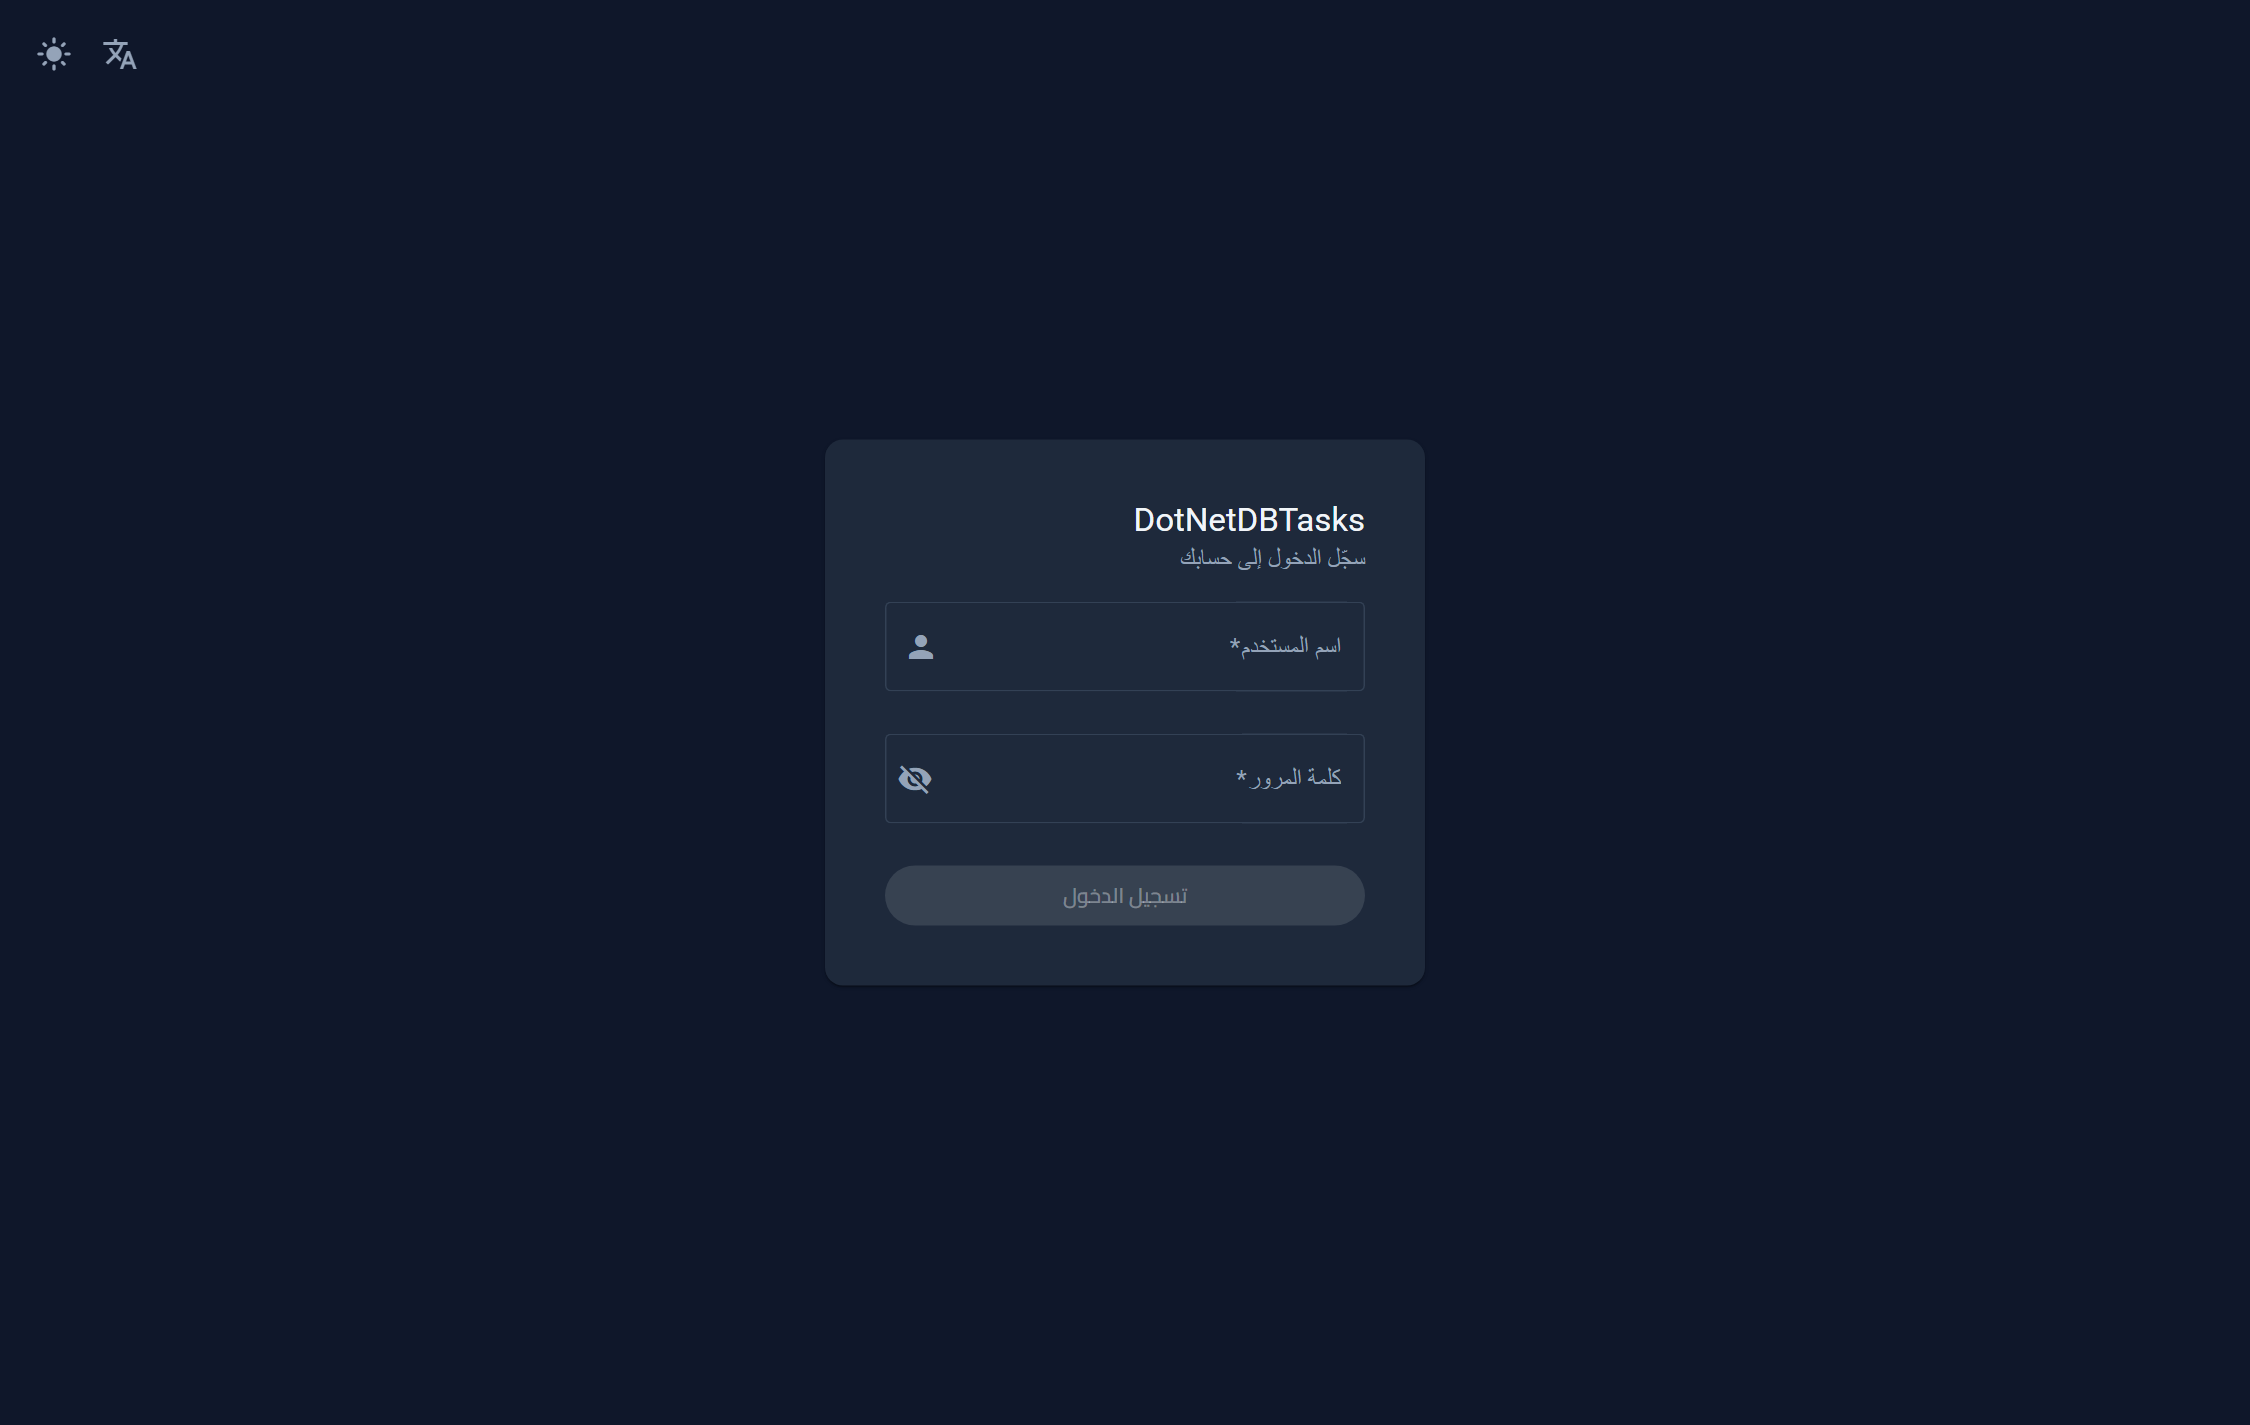 DotNetDBTasks
سجّل الدخول إلى حسابك
اسم المستخدم*
كلمة المرور*
تسجيل الدخول